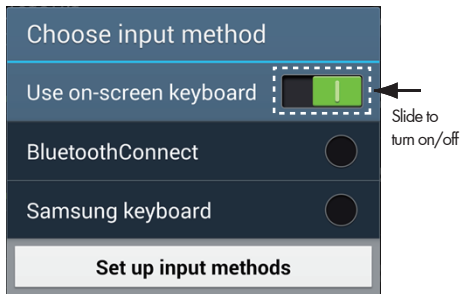 Choose input method
Use on-screen keyboard
Slide to
turn on/off
BluetoothConnect
Samsung keyboard
Set up input methods